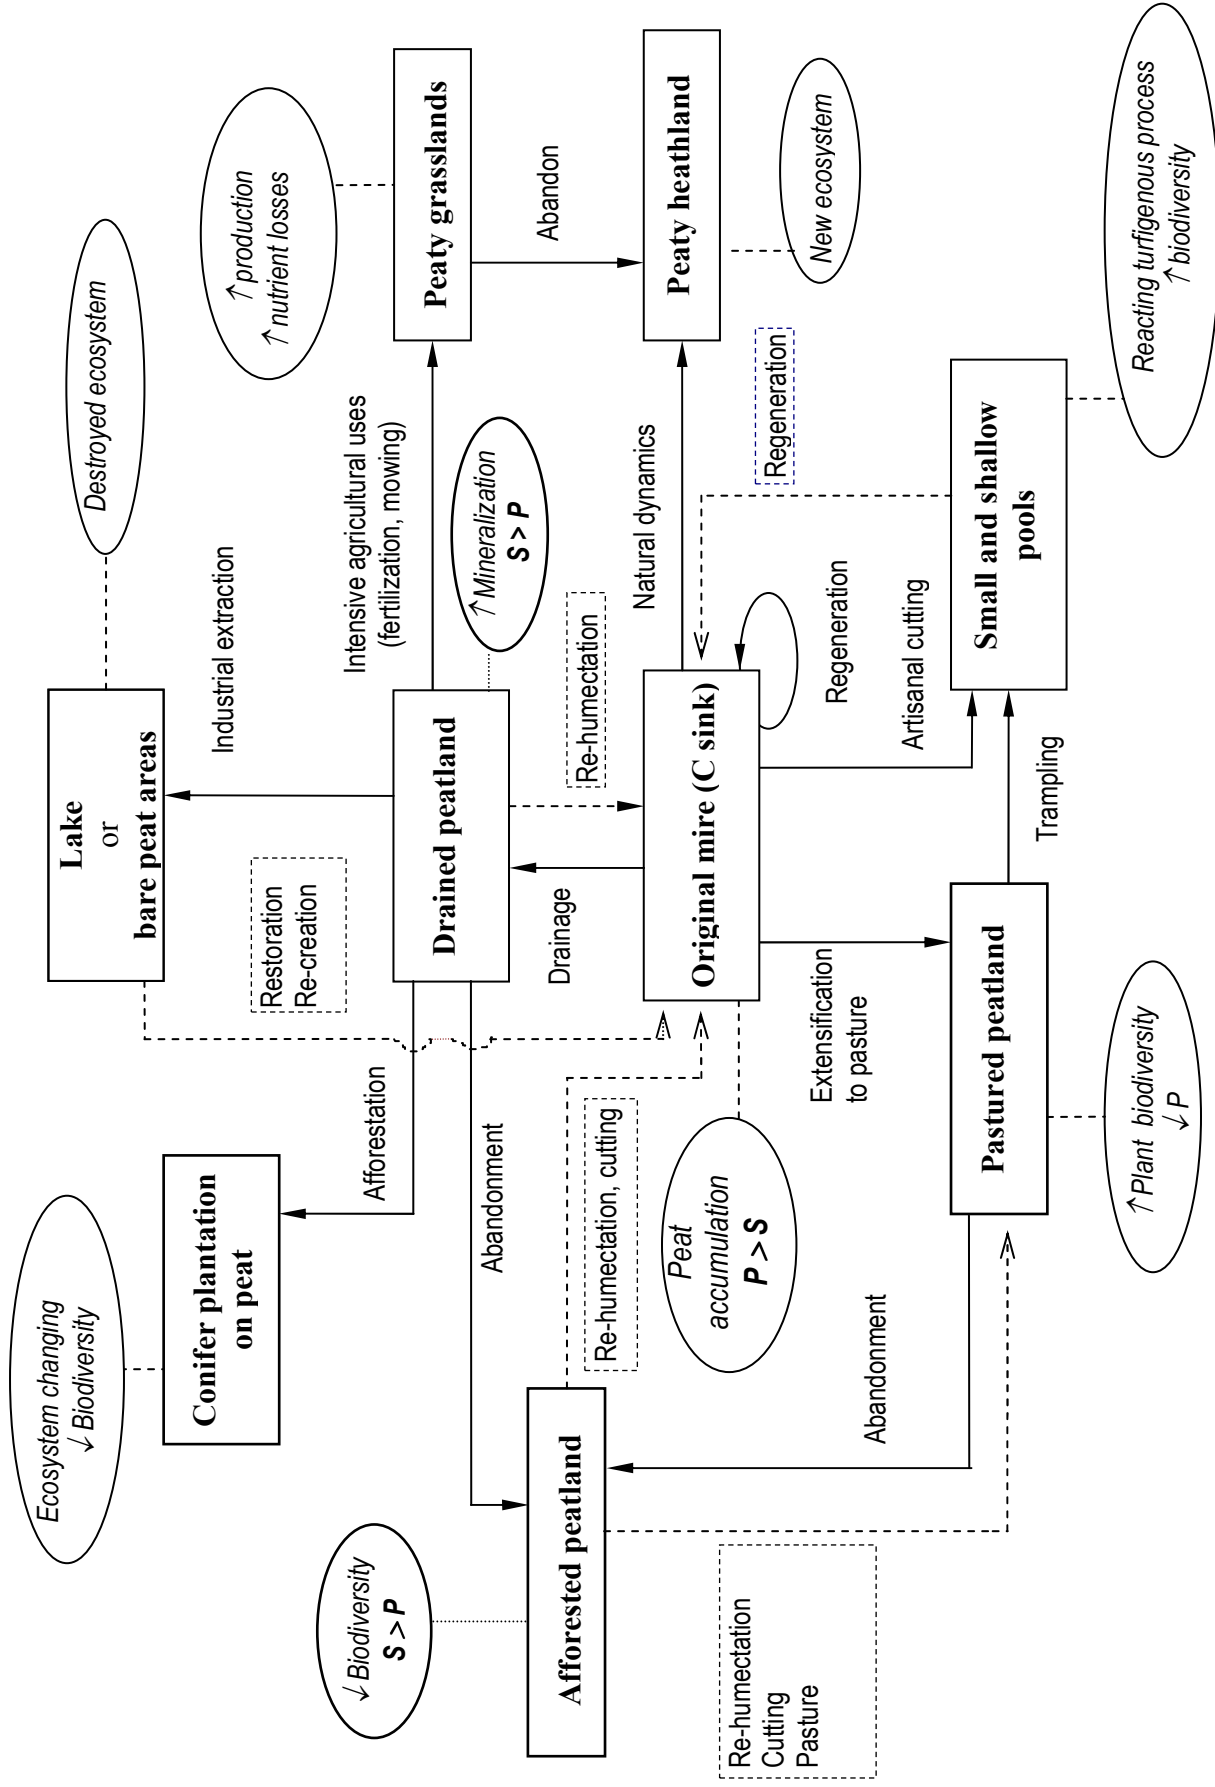 Ecosystem changing
↓ Biodiversity
Conifer plantation
on peat
Destroyed ecosystem
Lake
or
bare peat areas
Industrial extraction
↑ production
↑ nutrient losses
Restoration
Re-creation
Afforestation
Intensive agricultural uses
(fertilization, mowing)
Peaty grasslands
↓ Biodiversity
S > P
Abandonment
Drained peatland
↑ Mineralization
S > P
Abandon
Afforested peatland
Re-humectation, cutting
Drainage
Re-humectation
Natural dynamics
Peaty heathland
Peat
accumulation
P > S
Original mire (C sink)
Regeneration
Regeneration
New ecosystem
Re-humectation
Cutting
Pasture
Abandonment
Extensification
to pasture
Artisanal cutting
Pastured peatland
Trampling
Small and shallow
pools
↑ Plant biodiversity
↓ P
Reacting turfigenous process
↑ biodiversity